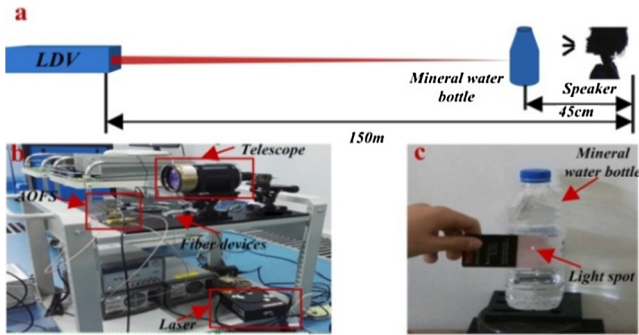 a
LDV
Mineral water
bottle
Speaker
45cm
150m
b
Telescope
AOFS
Fiber devices
Laser
c
Mineral
water bottle
Light spot